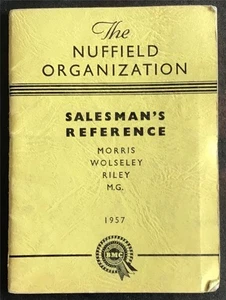 The
NUFFIELD
ORGANIZATION
SALESMAN'S
REFERENCE
MORRIS
WOLSELEY
RILEY
M.G.
1957
BMC